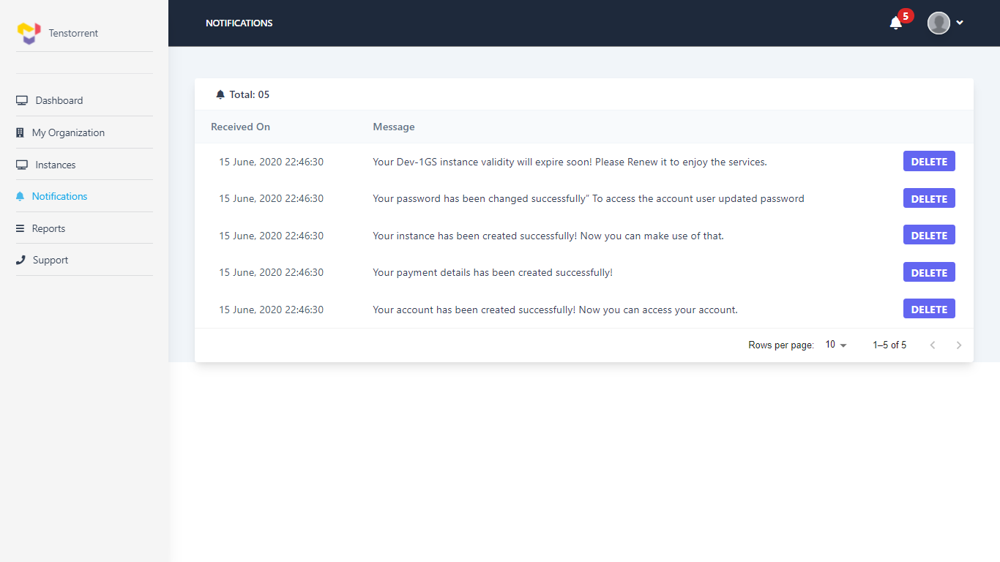 Tenstorrent
NOTIFICATIONS
5
Dashboard
My Organization
Instances
Notifications
Reports
Support
Total: 05
Received On Message
15 June, 2020 22:46:30 Your Dev-1GS instance validity will expire soon! Please Renew it to enjoy the services. DELETE
15 June, 2020 22:46:30 Your password has been changed successfully” To access the account user updated password DELETE
15 June, 2020 22:46:30 Your instance has been created successfully! Now you can make use of that. DELETE
15 June, 2020 22:46:30 Your payment details has been created successfully! DELETE
15 June, 2020 22:46:30 Your account has been created successfully! Now you can access your account. DELETE
Rows per page: 10 1–5 of 5